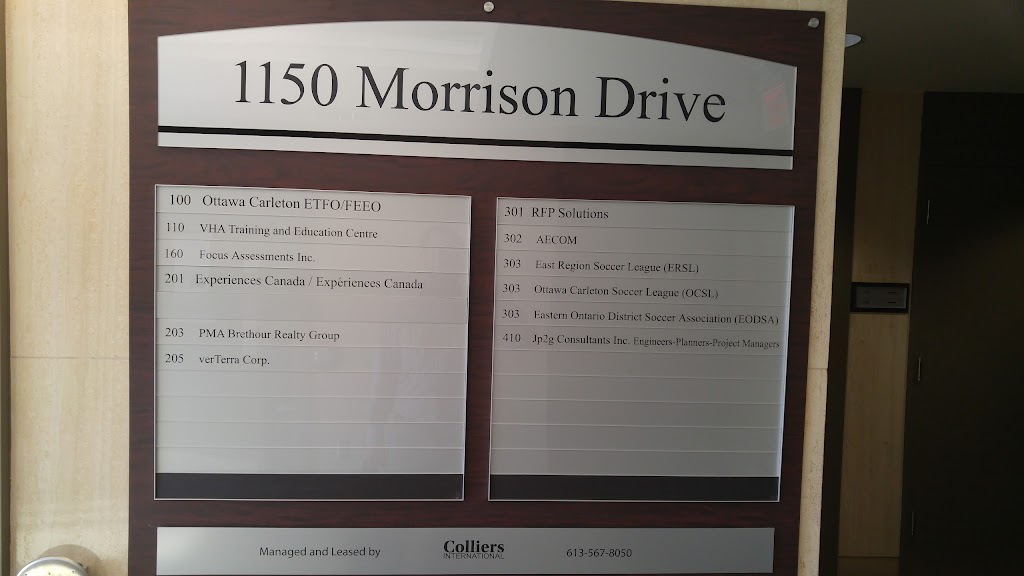 1150 Morrison Drive
100 Ottawa Carleton ETFO/FEEO
110 VHA Training and Education Centre
160 Focus Assessments Inc.
201 Experiences Canada / Expériences Canada
203 PMA Brethour Realty Group
205 verTerra Corp.
301 RFP Solutions
302 AECOM
303 East Region Soccer League (ERSL)
303 Ottawa Carleton Soccer League (OCSL)
303 Eastern Ontario District Soccer Association (EODSA)
410 Jp2g Consultants Inc. Engineers-Planners-Project Managers
Managed and Leased by
Colliers
INTERNATIONAL
613-567-8050